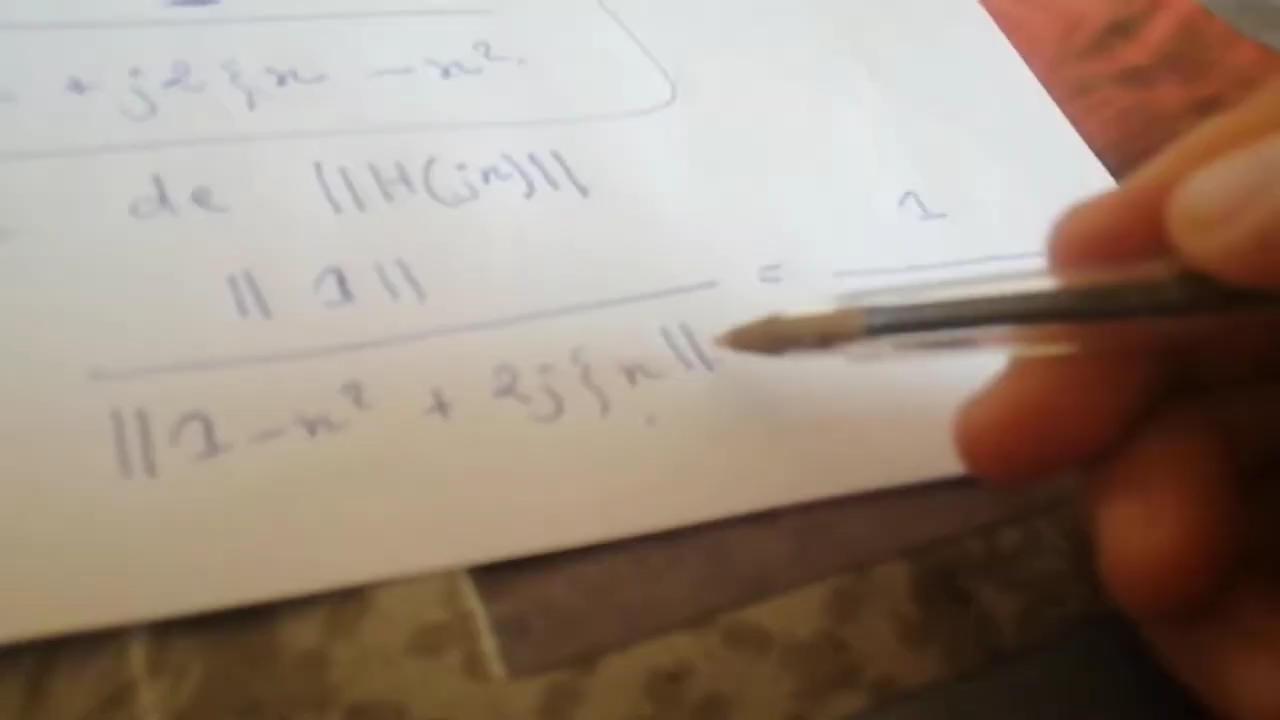 + j2ξx - x².
de ||H(jx)||
|| 1 || = 1
||1 - x² + 2jξx||